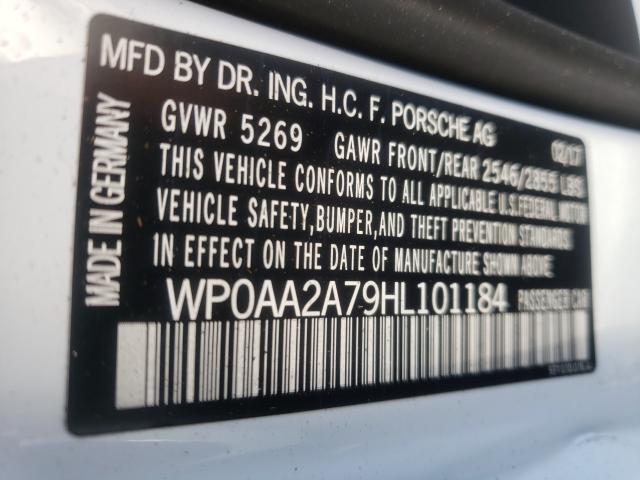 MFD BY DR. ING. H.C. F. PORSCHE AG 02/17
GVWR 5269 GAWR FRONT/REAR 2546/2855 LBS
THIS VEHICLE CONFORMS TO ALL APPLICABLE U.S. FEDERAL MOTOR
VEHICLE SAFETY, BUMPER, AND THEFT PREVENTION STANDARDS
IN EFFECT ON THE DATE OF MANUFACTURE SHOWN ABOVE
WP0AA2A79HL101184 PASSENGER CAR
MADE IN GERMANY